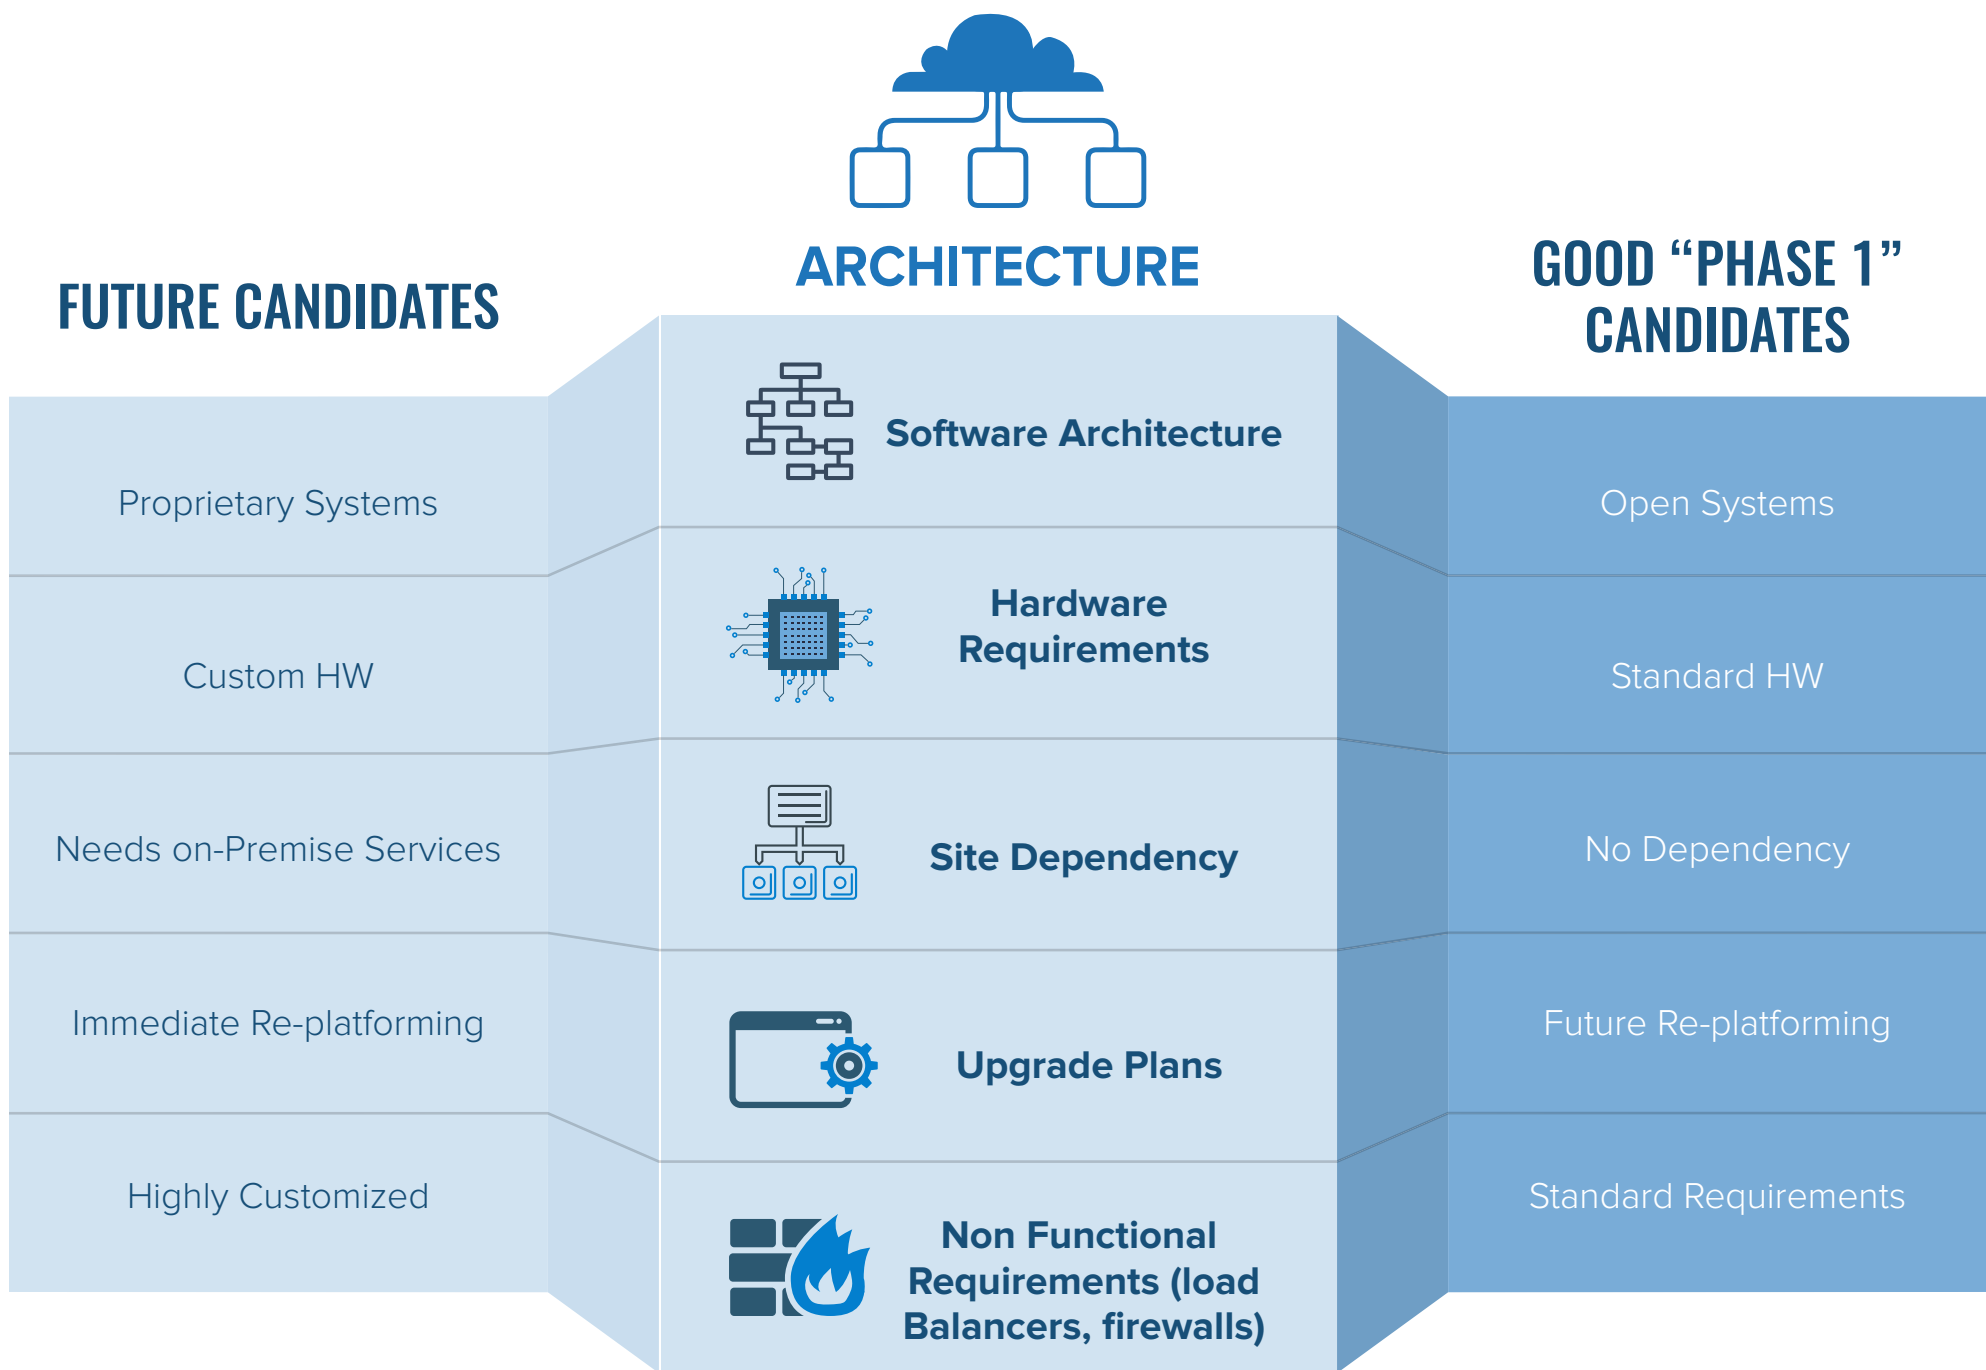 ARCHITECTURE
FUTURE CANDIDATES
GOOD “PHASE 1”
CANDIDATES
Proprietary Systems
Software Architecture
Open Systems
Custom HW
Hardware
Requirements
Standard HW
Needs on-Premise Services
Site Dependency
No Dependency
Immediate Re-platforming
Upgrade Plans
Future Re-platforming
Highly Customized
Non Functional
Requirements (load
Balancers, firewalls)
Standard Requirements